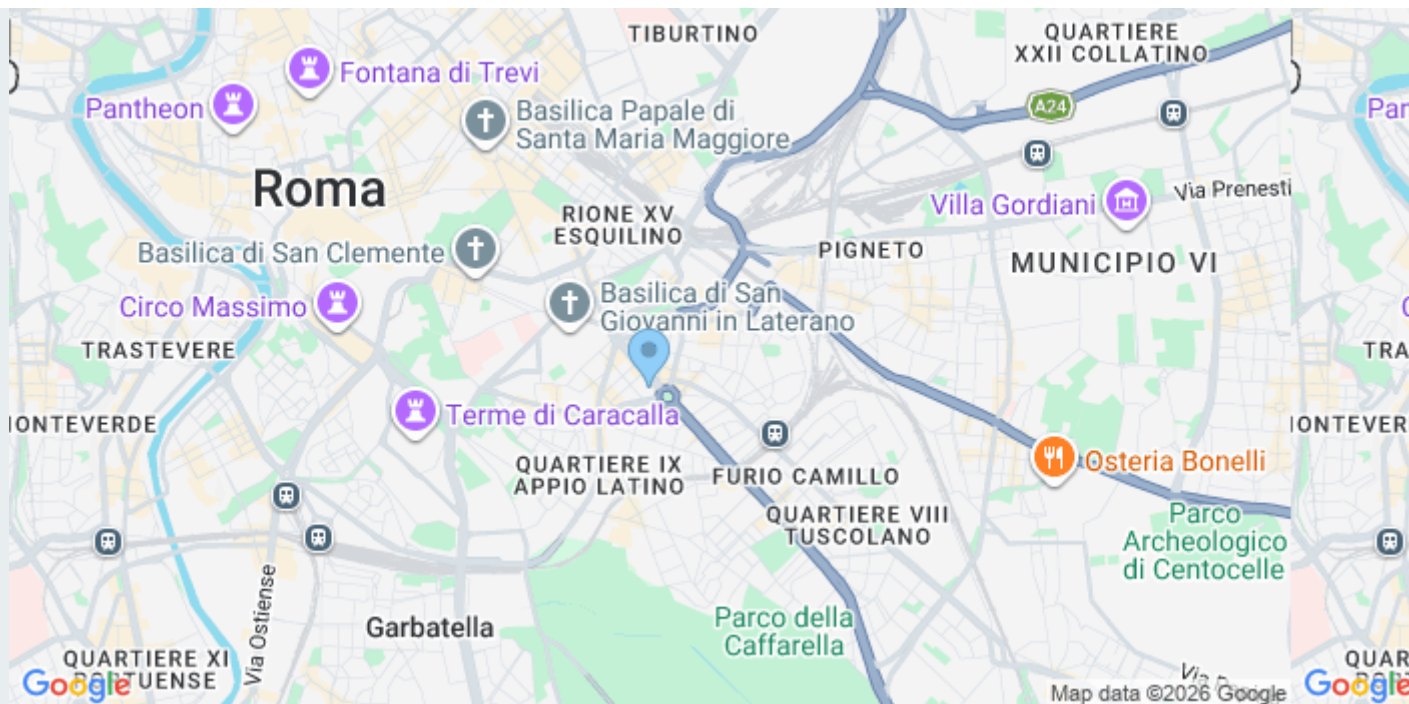 TIBURTINO
QUARTIERE
XXII COLLATINO
Fontana di Trevi
Pantheon
A24
Par
Basilica Papale di
Santa Maria Maggiore
Roma
Via Prenesti
Villa Gordiani
RIONE XV
ESQUILINO
PIGNETO
MUNICIPIO VI
Basilica di San Clemente
Basilica di San
Giovanni in Laterano
Circo Massimo
TRASTEVERE
TRA
Terme di Caracalla
IONTEVERDE
IONTEVER
Osteria Bonelli
QUARTIERE IX
APPIO LATINO
FURIO CAMILLO
QUARTIERE VIII
TUSCOLANO
Parco
Archeologico
di Centocelle
Via Ostiense
Garbatella
Parco della
Caffarella
QUARTIERE XI
PORTUENSE
QUAR
Google
Map data ©2026 Google
Google